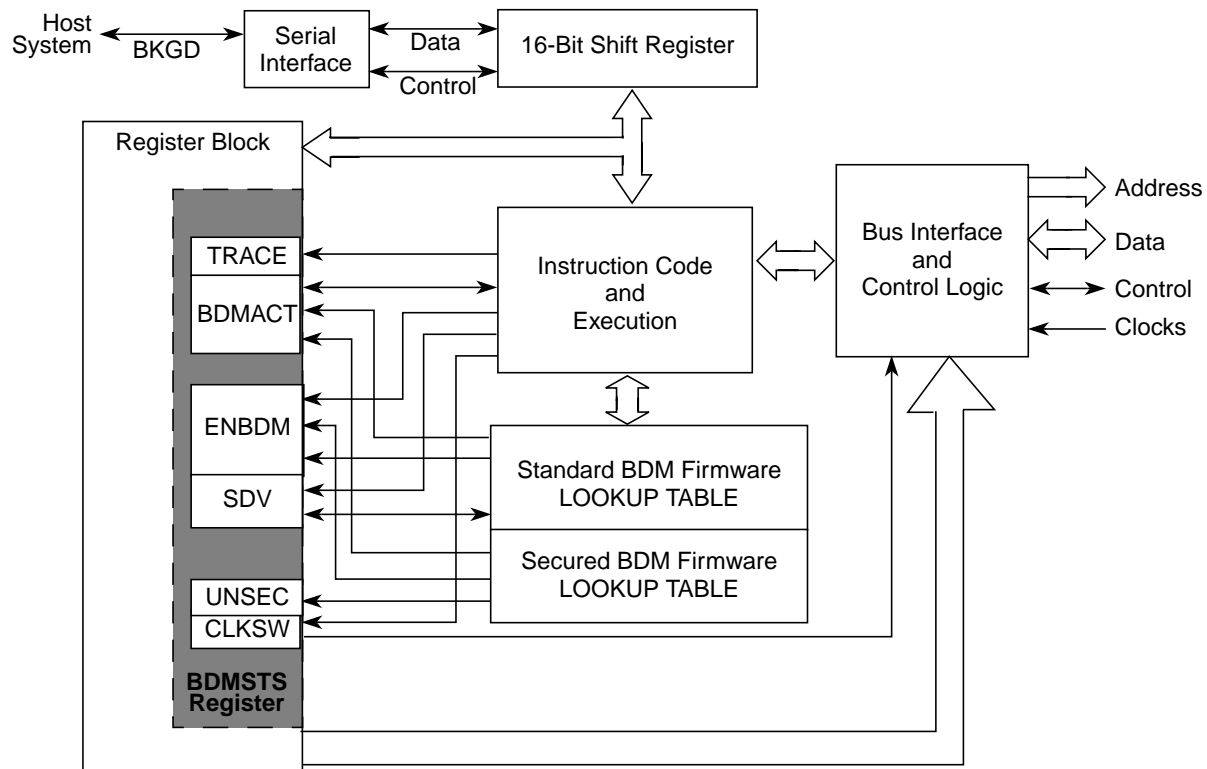 Host
System
BKGD
Serial
Interface
Data
Control
16-Bit Shift Register
Register Block
TRACE
BDMACT
ENBDM
SDV
UNSEC
CLKSW
BDMSTS
Register
Instruction Code
and
Execution
Standard BDM Firmware
LOOKUP TABLE
Secured BDM Firmware
LOOKUP TABLE
Bus Interface
and
Control Logic
Address
Data
Control
Clocks